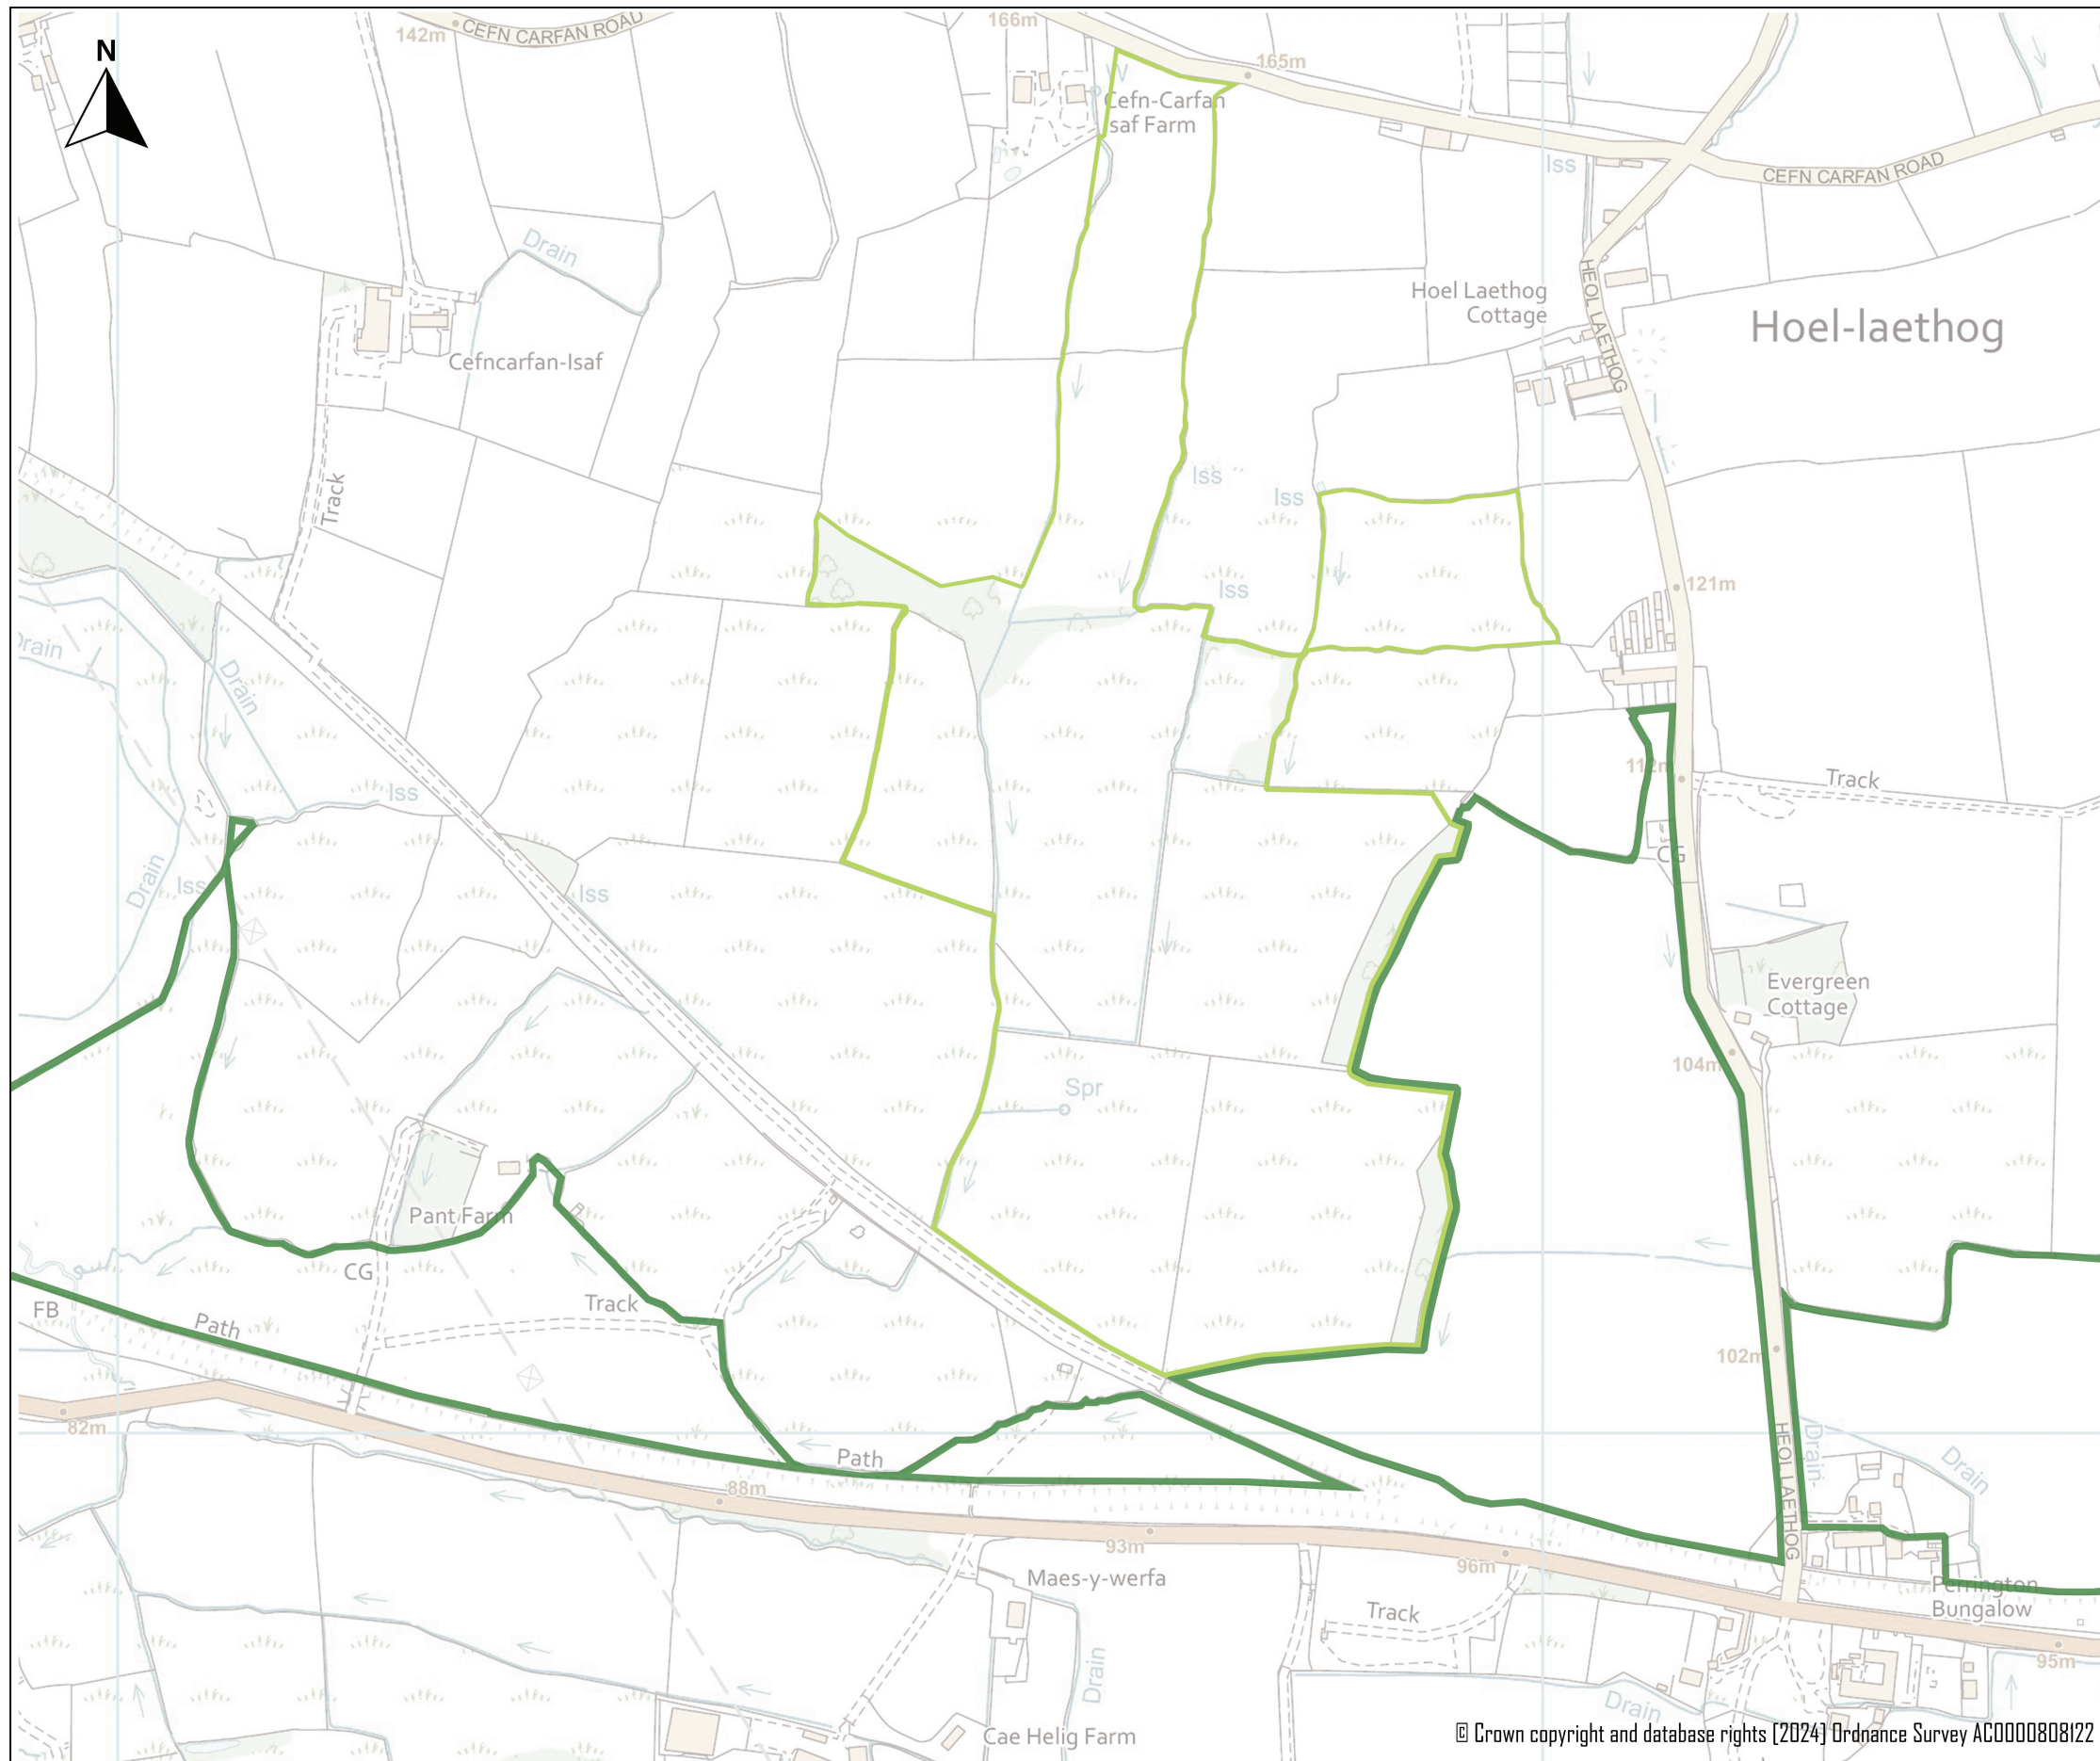 166m
142m
CEFN CARFAN ROAD
N
165m
Cefn-Carfan
saf Farm
Iss
CEFN CARFAN ROAD
Drain
HEOL LAETHOG
Hoel Laethog
Cottage
Hoel-laethog
Cefncarfan-Isaf
Track
Iss
Iss
Iss
121m
Drain
Drain
Iss
112m
Track
CG
Drain
Iss
Iss
Evergreen
Cottage
104m
Spr
Pant Farm
CG
Track
FB
Path
102m
HEOL LAETHOG
Drain
Drain
82m
Path
88m
93m
96m
Maes-y-werfa
Perrington
Bungalow
Track
95m
Drain
Drain
Cae Helig Farm
© Crown copyright and database rights [2024] Ordnance Survey AC0000808122